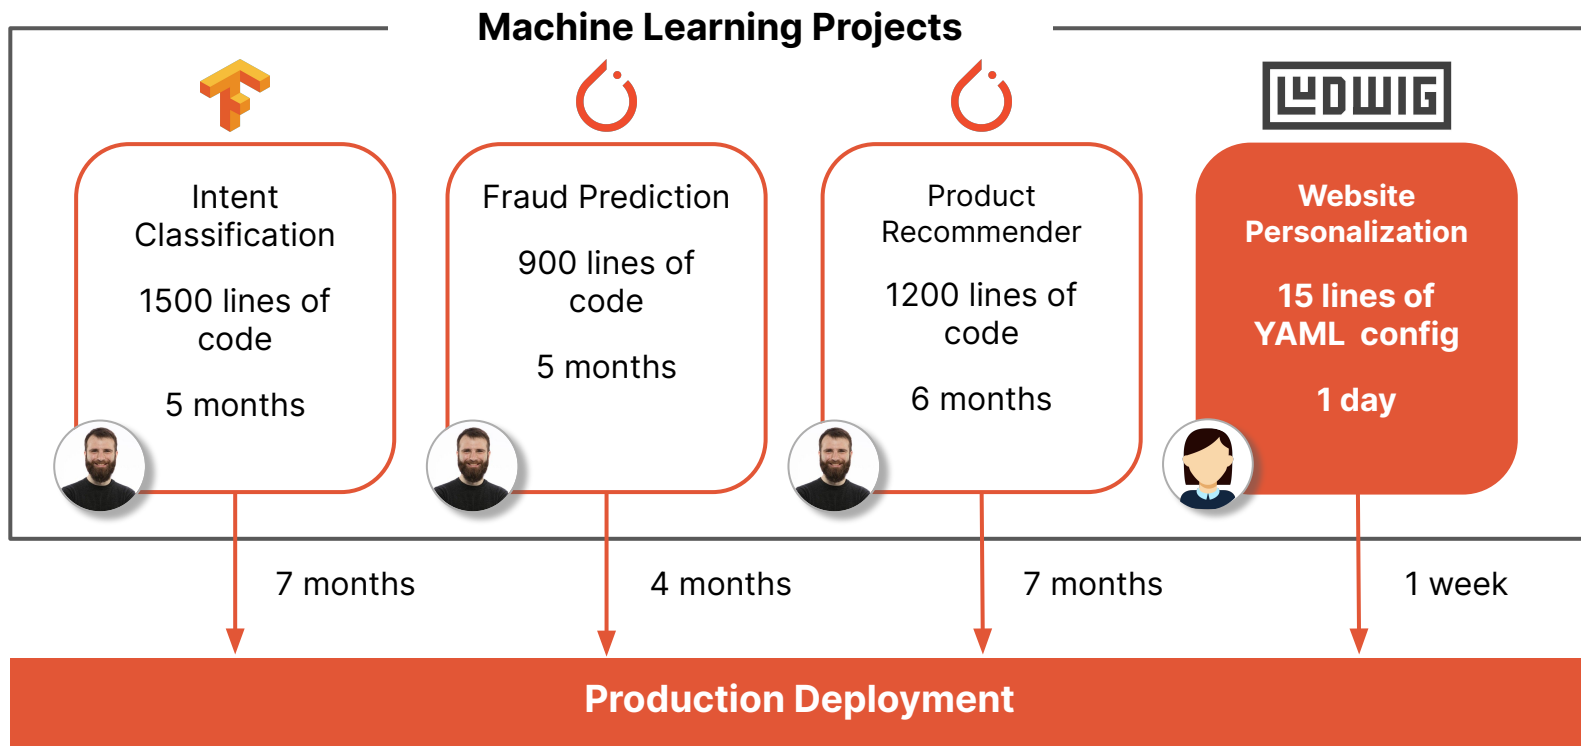 Machine Learning Projects
LUDWIG
Intent
Classification
1500 lines of
code
5 months
Fraud Prediction
900 lines of
code
5 months
Product
Recommender
1200 lines of
code
6 months
Website
Personalization
15 lines of
YAML config
1 day
7 months
4 months
7 months
1 week
Production Deployment